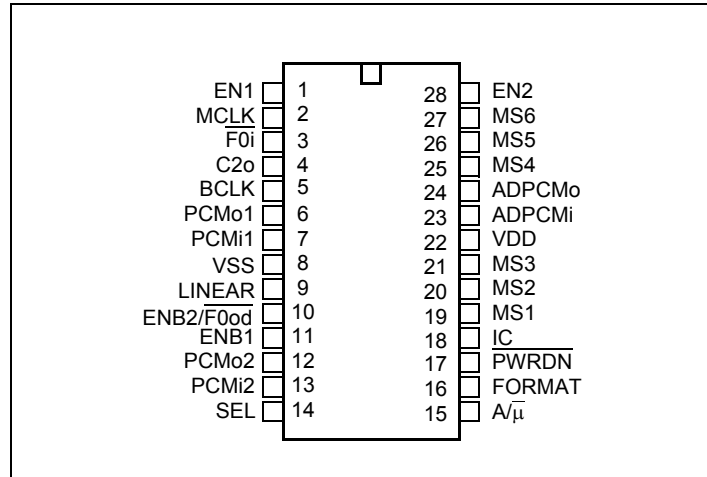 EN1 1 28 EN2
MCLK 2 27 MS6
F0i 3 26 MS5
C2o 4 25 MS4
BCLK 5 24 ADPCMo
PCMo1 6 23 ADPCMi
PCMi1 7 22 VDD
VSS 8 21 MS3
LINEAR 9 20 MS2
ENB2/F0od 10 19 MS1
ENB1 11 18 IC
PCMo2 12 17 PWRDN
PCMi2 13 16 FORMAT
SEL 14 15 A/μ